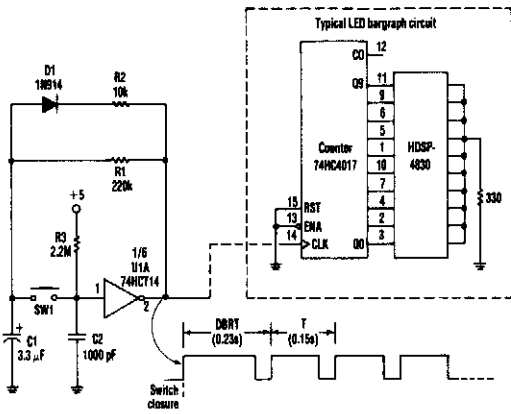 Typical LED bargraph circuit
D1
1N914
R2
10k
R1
220k
+5
R3
2.2M
1/6
U1A
74HCT14
1
2
SW1
C1
3.3 µF
+
C2
1000 pF
CO
12
Q9
11
9
6
5
1
10
7
4
2
Q0
3
Counter
74HC4017
HDSP-
4830
330
15
RST
13
ENA
14
CLK
DBRT
(0.23s)
T
(0.15s)
Switch
closure